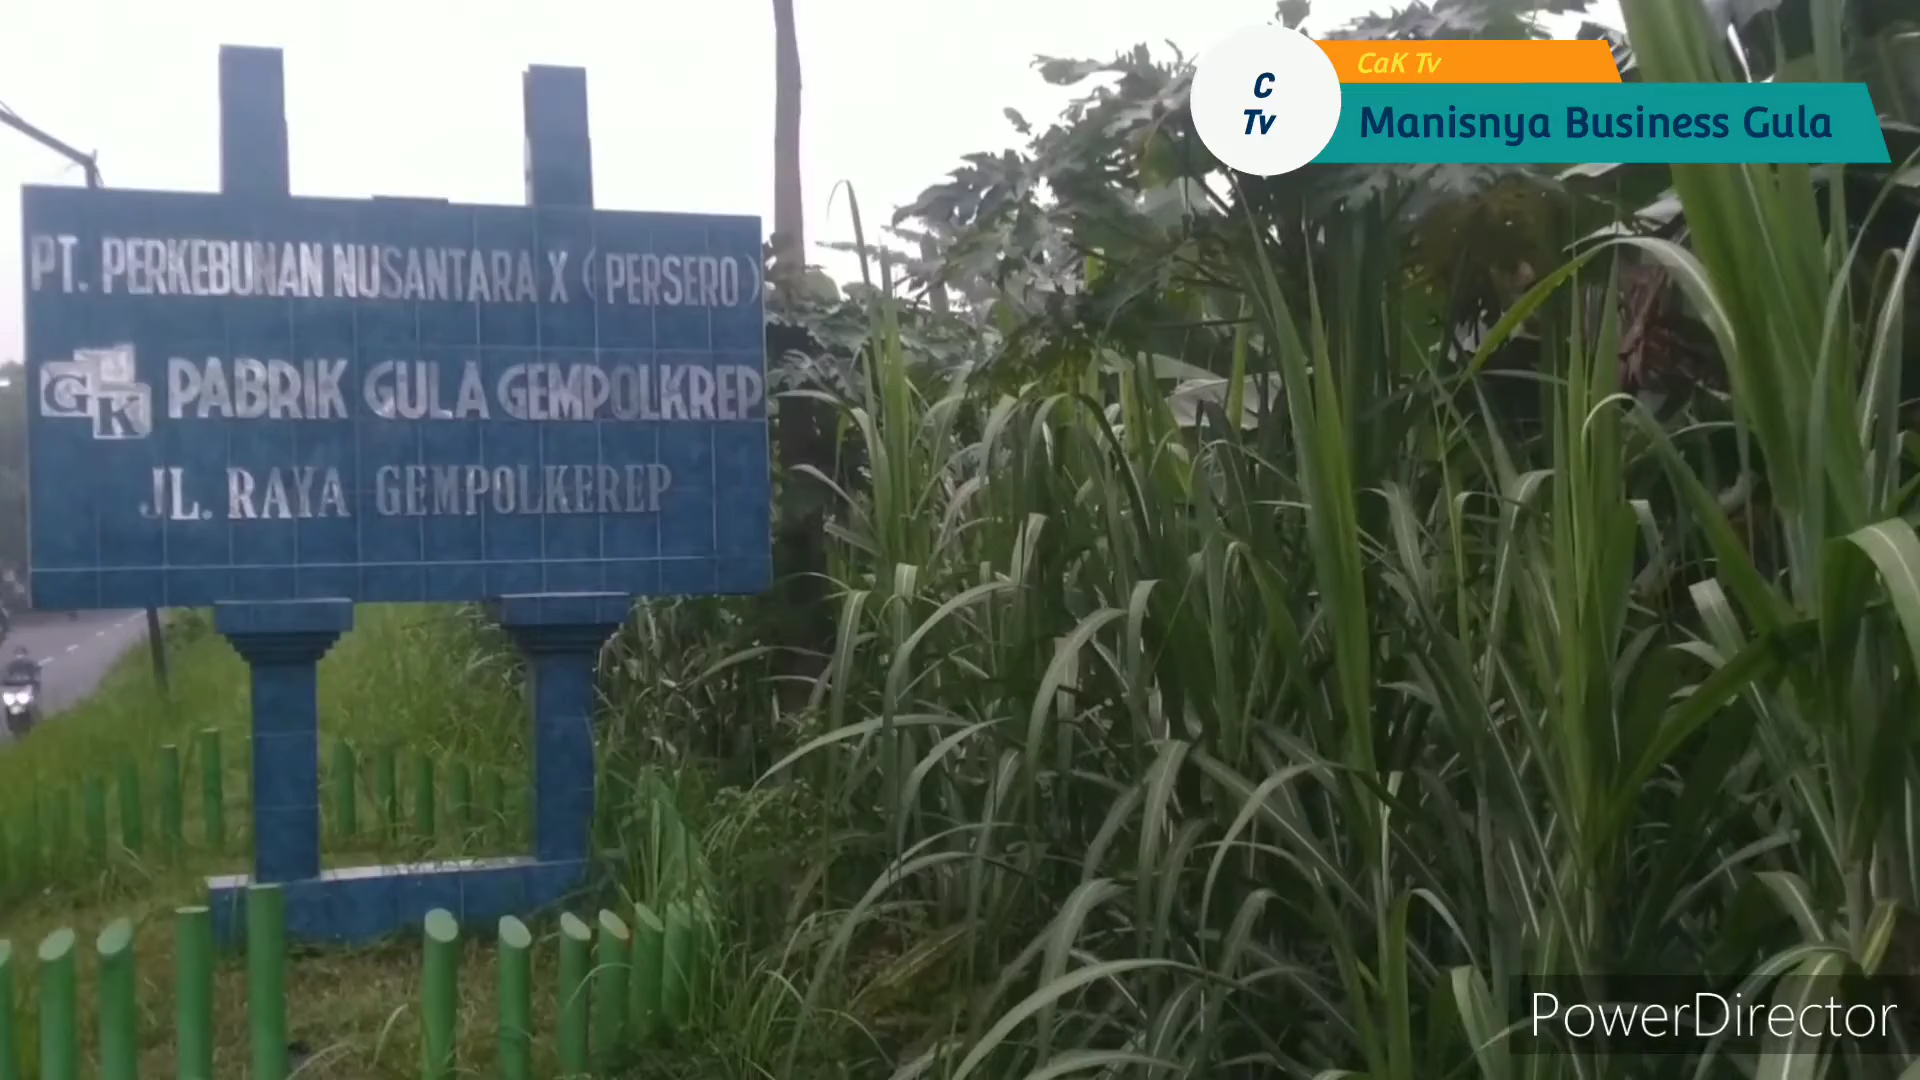 PT. PERKEBUNAN NUSANTARA X (PERSERO)
GK PABRIK GULA GEMPOLKREP
JL. RAYA GEMPOLKEREP
C
Tv
CaK Tv
Manisnya Business Gula
PowerDirector